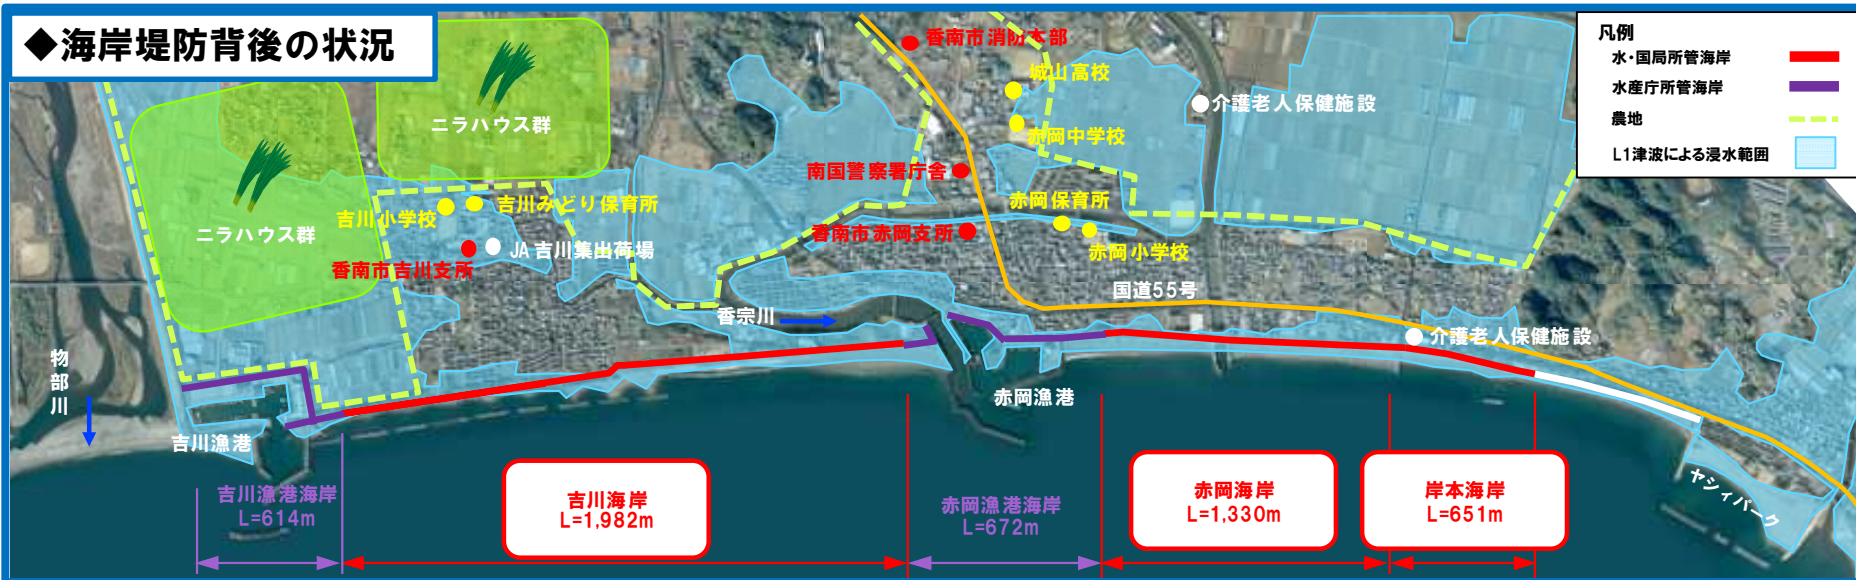 ◆海岸堤防背後の状況
凡例
水・国局所管海岸
水産庁所管海岸
農地
L1津波による浸水範囲
香南市消防本部
城山高校
介護老人保健施設
ニラハウス群
赤岡中学校
南国警察署庁舎
吉川小学校
吉川みどり保育所
赤岡保育所
ニラハウス群
香南市赤岡支所
赤岡小学校
JA吉川集出荷場
香南市吉川支所
国道55号
香宗川
介護老人保健施設
物部川
赤岡漁港
吉川漁港
ヤシィパーク
吉川漁港海岸
L=614m
吉川海岸
L=1,982m
赤岡漁港海岸
L=672m
赤岡海岸
L=1,330m
岸本海岸
L=651m